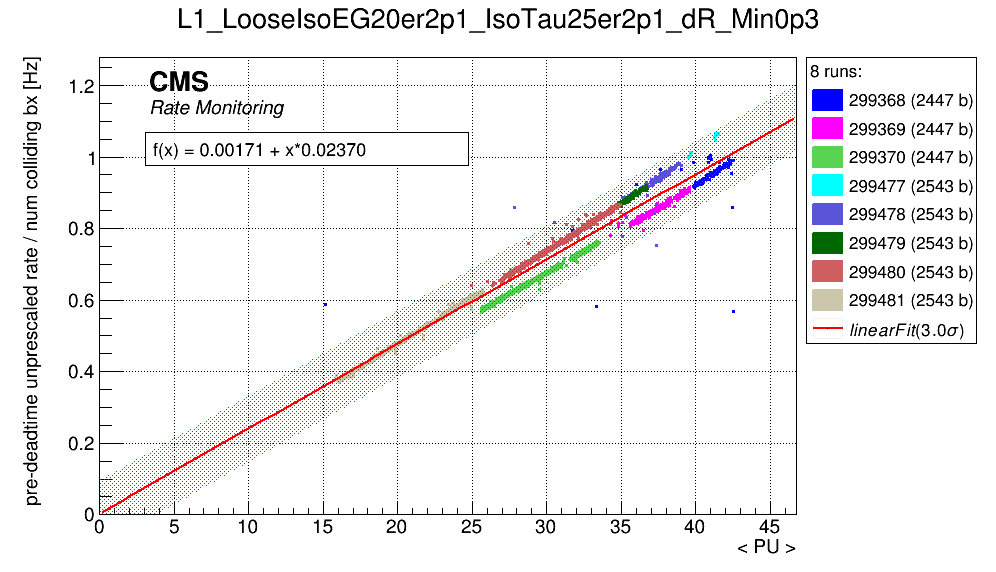 L1_LooseIsoEG20er2p1_IsoTau25er2p1_dR_Min0p3
pre-deadtime unprescaled rate / num colliding bx [Hz]
CMS
Rate Monitoring
f(x) = 0.00171 + x*0.02370
1.2
1
0.8
0.6
0.4
0.2
0
0 5 10 15 20 25 30 35 40 45
< PU >
8 runs:
299368 (2447 b)
299369 (2447 b)
299370 (2447 b)
299477 (2543 b)
299478 (2543 b)
299479 (2543 b)
299480 (2543 b)
299481 (2543 b)
linearFit(3.0σ)